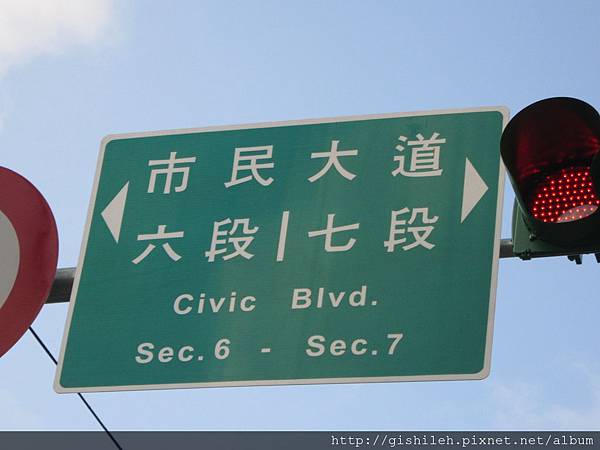 市民大道
六段|七段
Civic Blvd.
Sec.6 - Sec.7
http://gishileh.pixnet.net/album